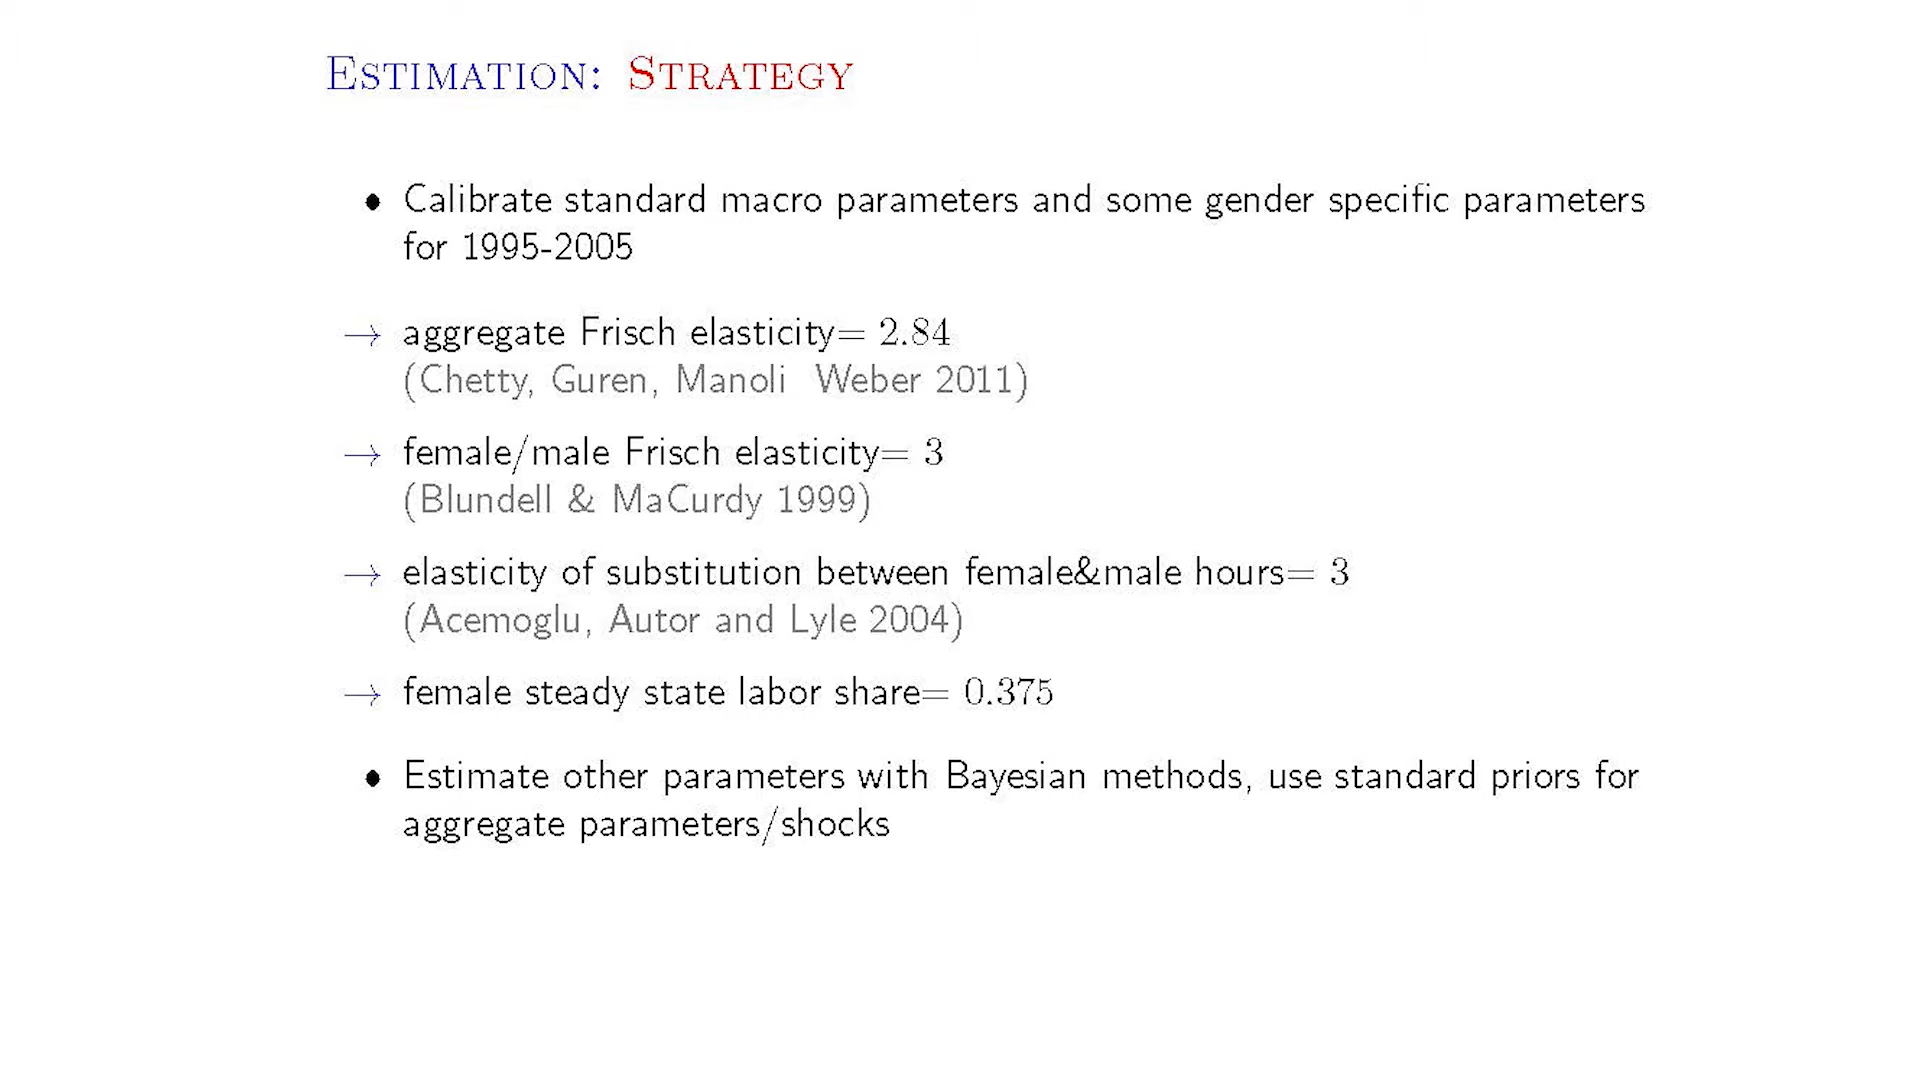 ESTIMATION: STRATEGY
• Calibrate standard macro parameters and some gender specific parameters
for 1995-2005
→ aggregate Frisch elasticity= 2.84
(Chetty, Guren, Manoli Weber 2011)
→ female/male Frisch elasticity= 3
(Blundell & MaCurdy 1999)
→ elasticity of substitution between female&male hours= 3
(Acemoglu, Autor and Lyle 2004)
→ female steady state labor share= 0.375
• Estimate other parameters with Bayesian methods, use standard priors for
aggregate parameters/shocks